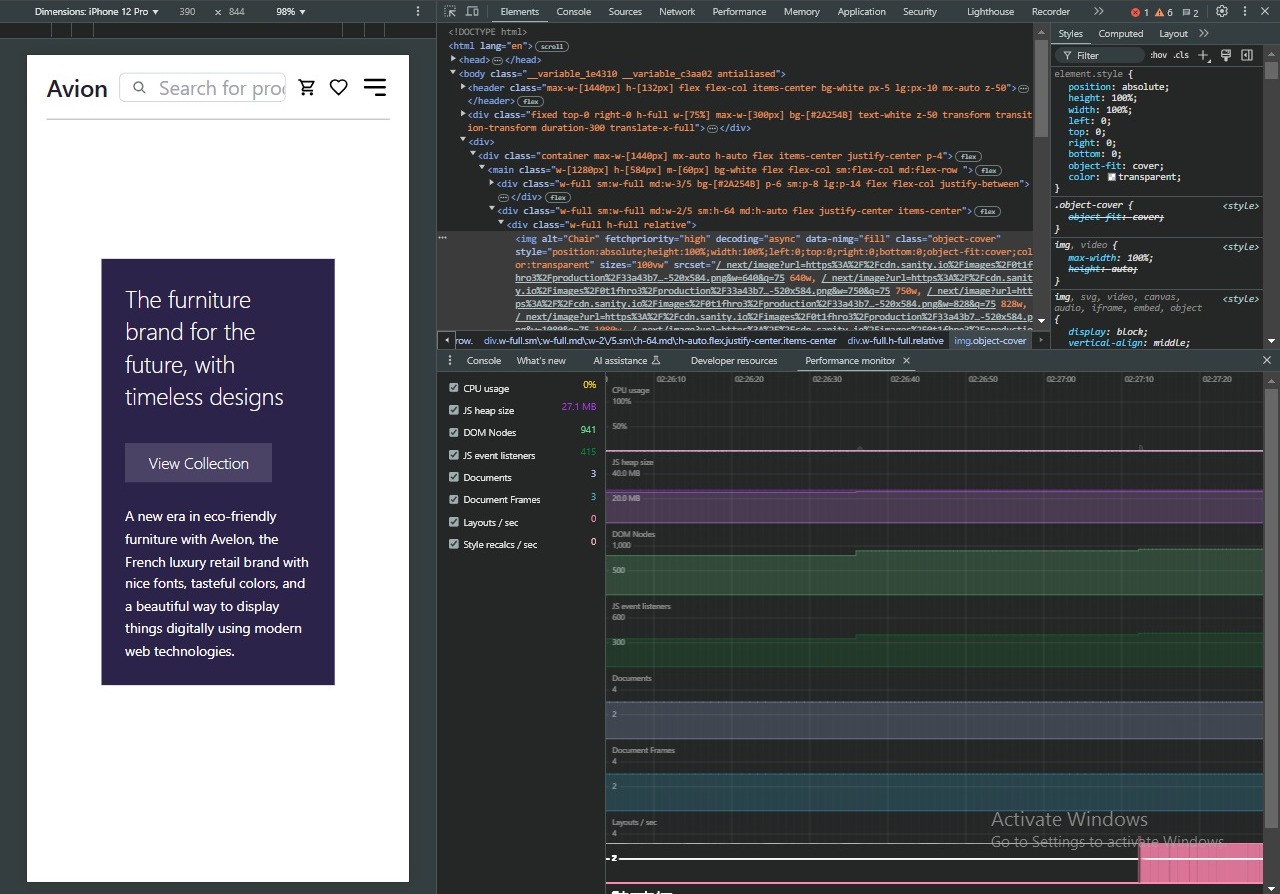 Dimensions: iPhone 12 Pro ▼ 390 × 844 98% ▼
Avion
Search for pro
The furniture
brand for the
future, with
timeless designs
View Collection
A new era in eco-friendly
furniture with Avelon, the
French luxury retail brand with
nice fonts, tasteful colors, and
a beautiful way to display
things digitally using modern
web technologies.
Elements Console Sources Network Performance Memory Application Security Lighthouse Recorder 1 6 2
<!DOCTYPE html>
<html lang="en"> scroll
<head> </head>
<body class="__variable_1e4310 __variable_c3aa02 antialiased">
<header class="max-w-[1440px] h-[132px] flex flex-col items-center bg-white px-5 lg:px-10 mx-auto z-50">
</header> flex
<div class="fixed top-0 right-0 h-full w-[75%] max-w-[300px] bg-[#2A254B] text-white z-50 transform transit
ion-transform duration-300 translate-x-full"> </div>
<div>
<div class="container max-w-[1440px] mx-auto h-auto flex items-center justify-center p-4"> flex
<main class="w-[1280px] h-[584px] m-[60px] bg-white flex flex-col sm:flex-col md:flex-row "> flex
<div class="w-full sm:w-full md:w-3/5 bg-[#2A254B] p-6 sm:p-8 lg:p-14 flex flex-col justify-between">
</div> flex
<div class="w-full sm:w-full md:w-2/5 sm:h-64 md:h-auto flex justify-center items-center"> flex
<div class="w-full h-full relative">
<img alt="Chair" fetchpriority="high" decoding="async" data-nimg="fill" class="object-cover"
style="position:absolute;height:100%;width:100%;left:0;top:0;right:0;bottom:0;object-fit:cover;col
or:transparent" sizes="100vw" srcset="/_next/image?url=https%3A%2F%2Fcdn.sanity.io%2Fimages%2F0t1f
hro3%2Fproduction%2F33a43b7…-520x584.png&w=640&q=75 640w, /_next/image?url=https%3A%2F%2Fcdn.sanit
y.io%2Fimages%2F0t1fhro3%2Fproduction%2F33a43b7…-520x584.png&w=750&q=75 750w, /_next/image?url=htt
ps%3A%2F%2Fcdn.sanity.io%2Fimages%2F0t1fhro3%2Fproduction%2F33a43b7…-520x584.png&w=828&q=75 828w,
/_next/image?url=https%3A%2F%2Fcdn.sanity.io%2Fimages%2F0t1fhro3%2Fproduction%2F33a43b7…-520x584.p
row. div.w-full.sm\:w-full.md\:w-2\/5.sm\:h-64.md\:h-auto.flex.justify-center.items-center div.w-full.h-full.relative img.object-cover
Styles Computed Layout
Filter :hov .cls
element.style {
position: absolute;
height: 100%;
width: 100%;
left: 0;
top: 0;
right: 0;
bottom: 0;
object-fit: cover;
color: transparent;
}
.object-cover { <style>
object-fit: cover;
}
img, video { <style>
max-width: 100%;
height: auto;
}
img, svg, video, canvas, <style>
audio, iframe, embed, object
{
display: block;
vertical-align: middle;
Console What's new AI assistance Developer resources Performance monitor
CPU usage 0%
JS heap size 27.1 MB
DOM Nodes 941
JS event listeners 415
Documents 3
Document Frames 3
Layouts / sec 0
Style recalcs / sec 0
02:26:10 02:26:20 02:26:30 02:26:40 02:26:50 02:27:00 02:27:10 02:27:20
CPU usage
100%
50%
JS heap size
40.0 MB
20.0 MB
DOM Nodes
1,000
500
JS event listeners
600
300
Documents
4
2
Document Frames
4
2
Layouts / sec
4
2
Activate Windows
Go to Settings to activate Windows.